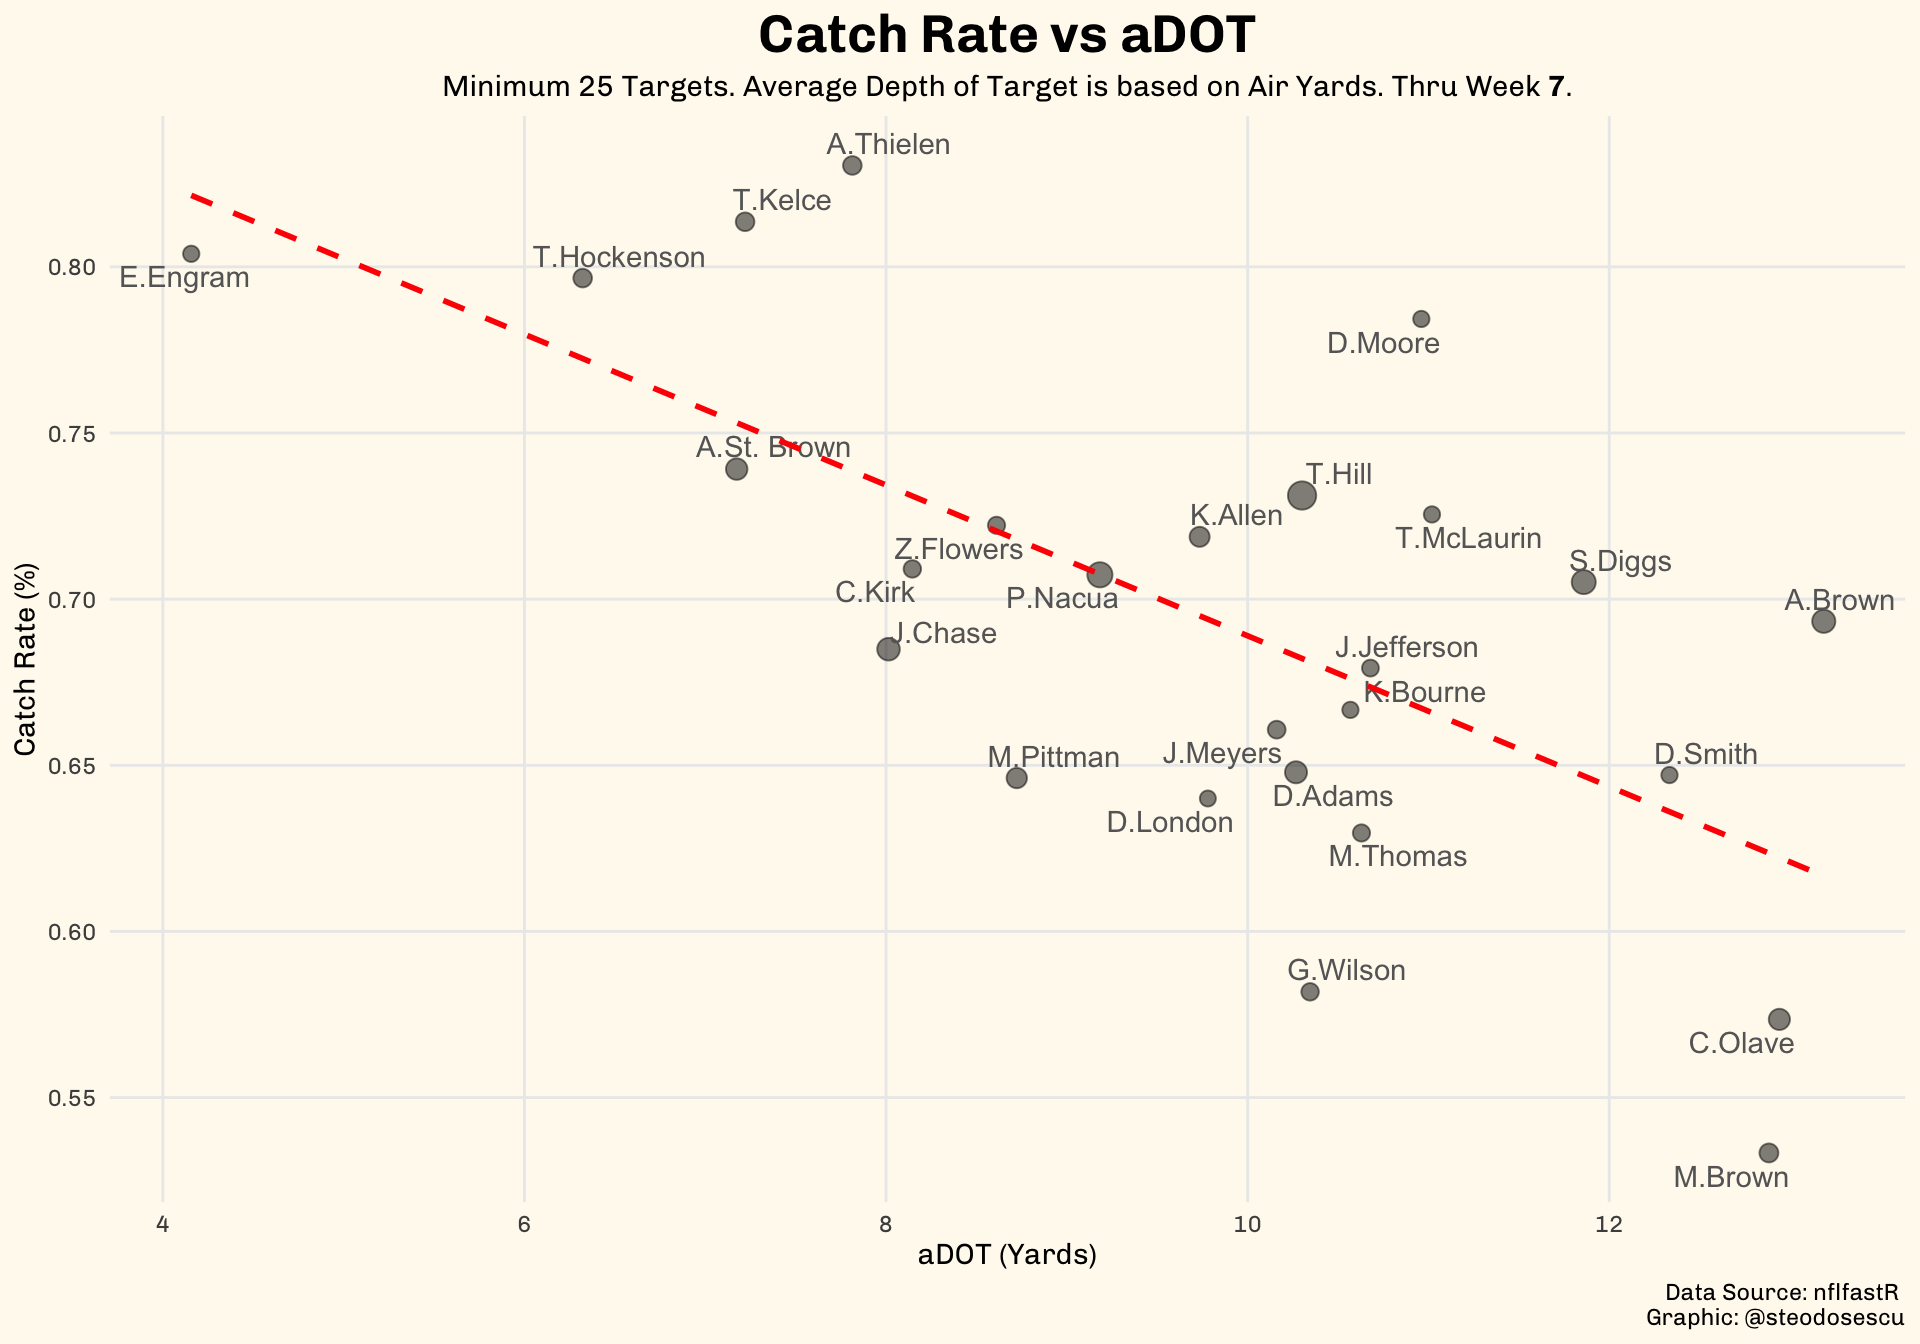 Catch Rate vs aDOT
Minimum 25 Targets. Average Depth of Target is based on Air Yards. Thru Week 7.
A.Thielen
T.Kelce
T.Hockenson
E.Engram
D.Moore
A.St. Brown
T.Hill
K.Allen
T.McLaurin
Z.Flowers
S.Diggs
C.Kirk
P.Nacua
A.Brown
J.Chase
J.Jefferson
K.Bourne
J.Meyers
M.Pittman
D.Smith
D.Adams
D.London
M.Thomas
G.Wilson
C.Olave
M.Brown
0.80
0.75
0.70
0.65
0.60
0.55
Catch Rate (%)
4
6
8
10
12
aDOT (Yards)
Data Source: nflfastR
Graphic: @steodosescu